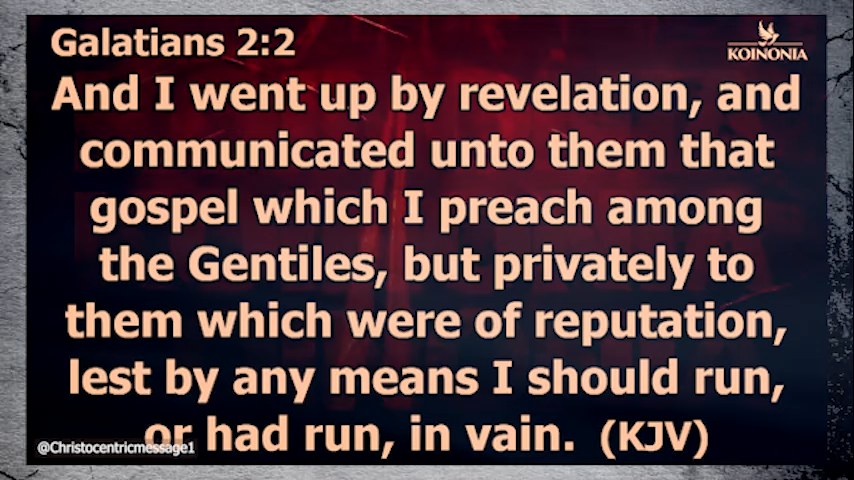 Galatians 2:2
KOINONIA
And I went up by revelation, and
communicated unto them that
gospel which I preach among
the Gentiles, but privately to
them which were of reputation,
lest by any means I should run,
or had run, in vain. (KJV)
@Christocentricmessage1